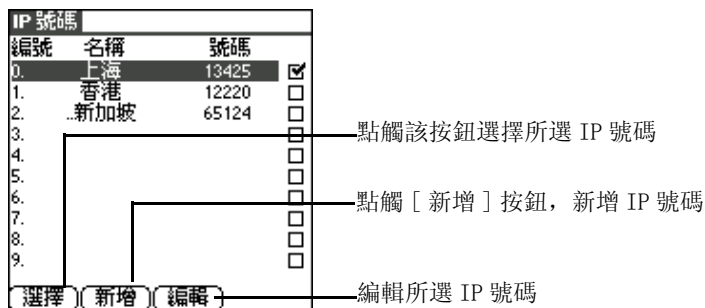 IP 號碼
編號 名稱 號碼
0. 上海 13425
1. 香港 12220
2. ..新加坡 65124
3.
4.
5.
6.
7.
8.
9.
選擇 新增 編輯
點觸該按鈕選擇所選 IP 號碼
點觸 [ 新增 ] 按鈕，新增 IP 號碼
編輯所選 IP 號碼